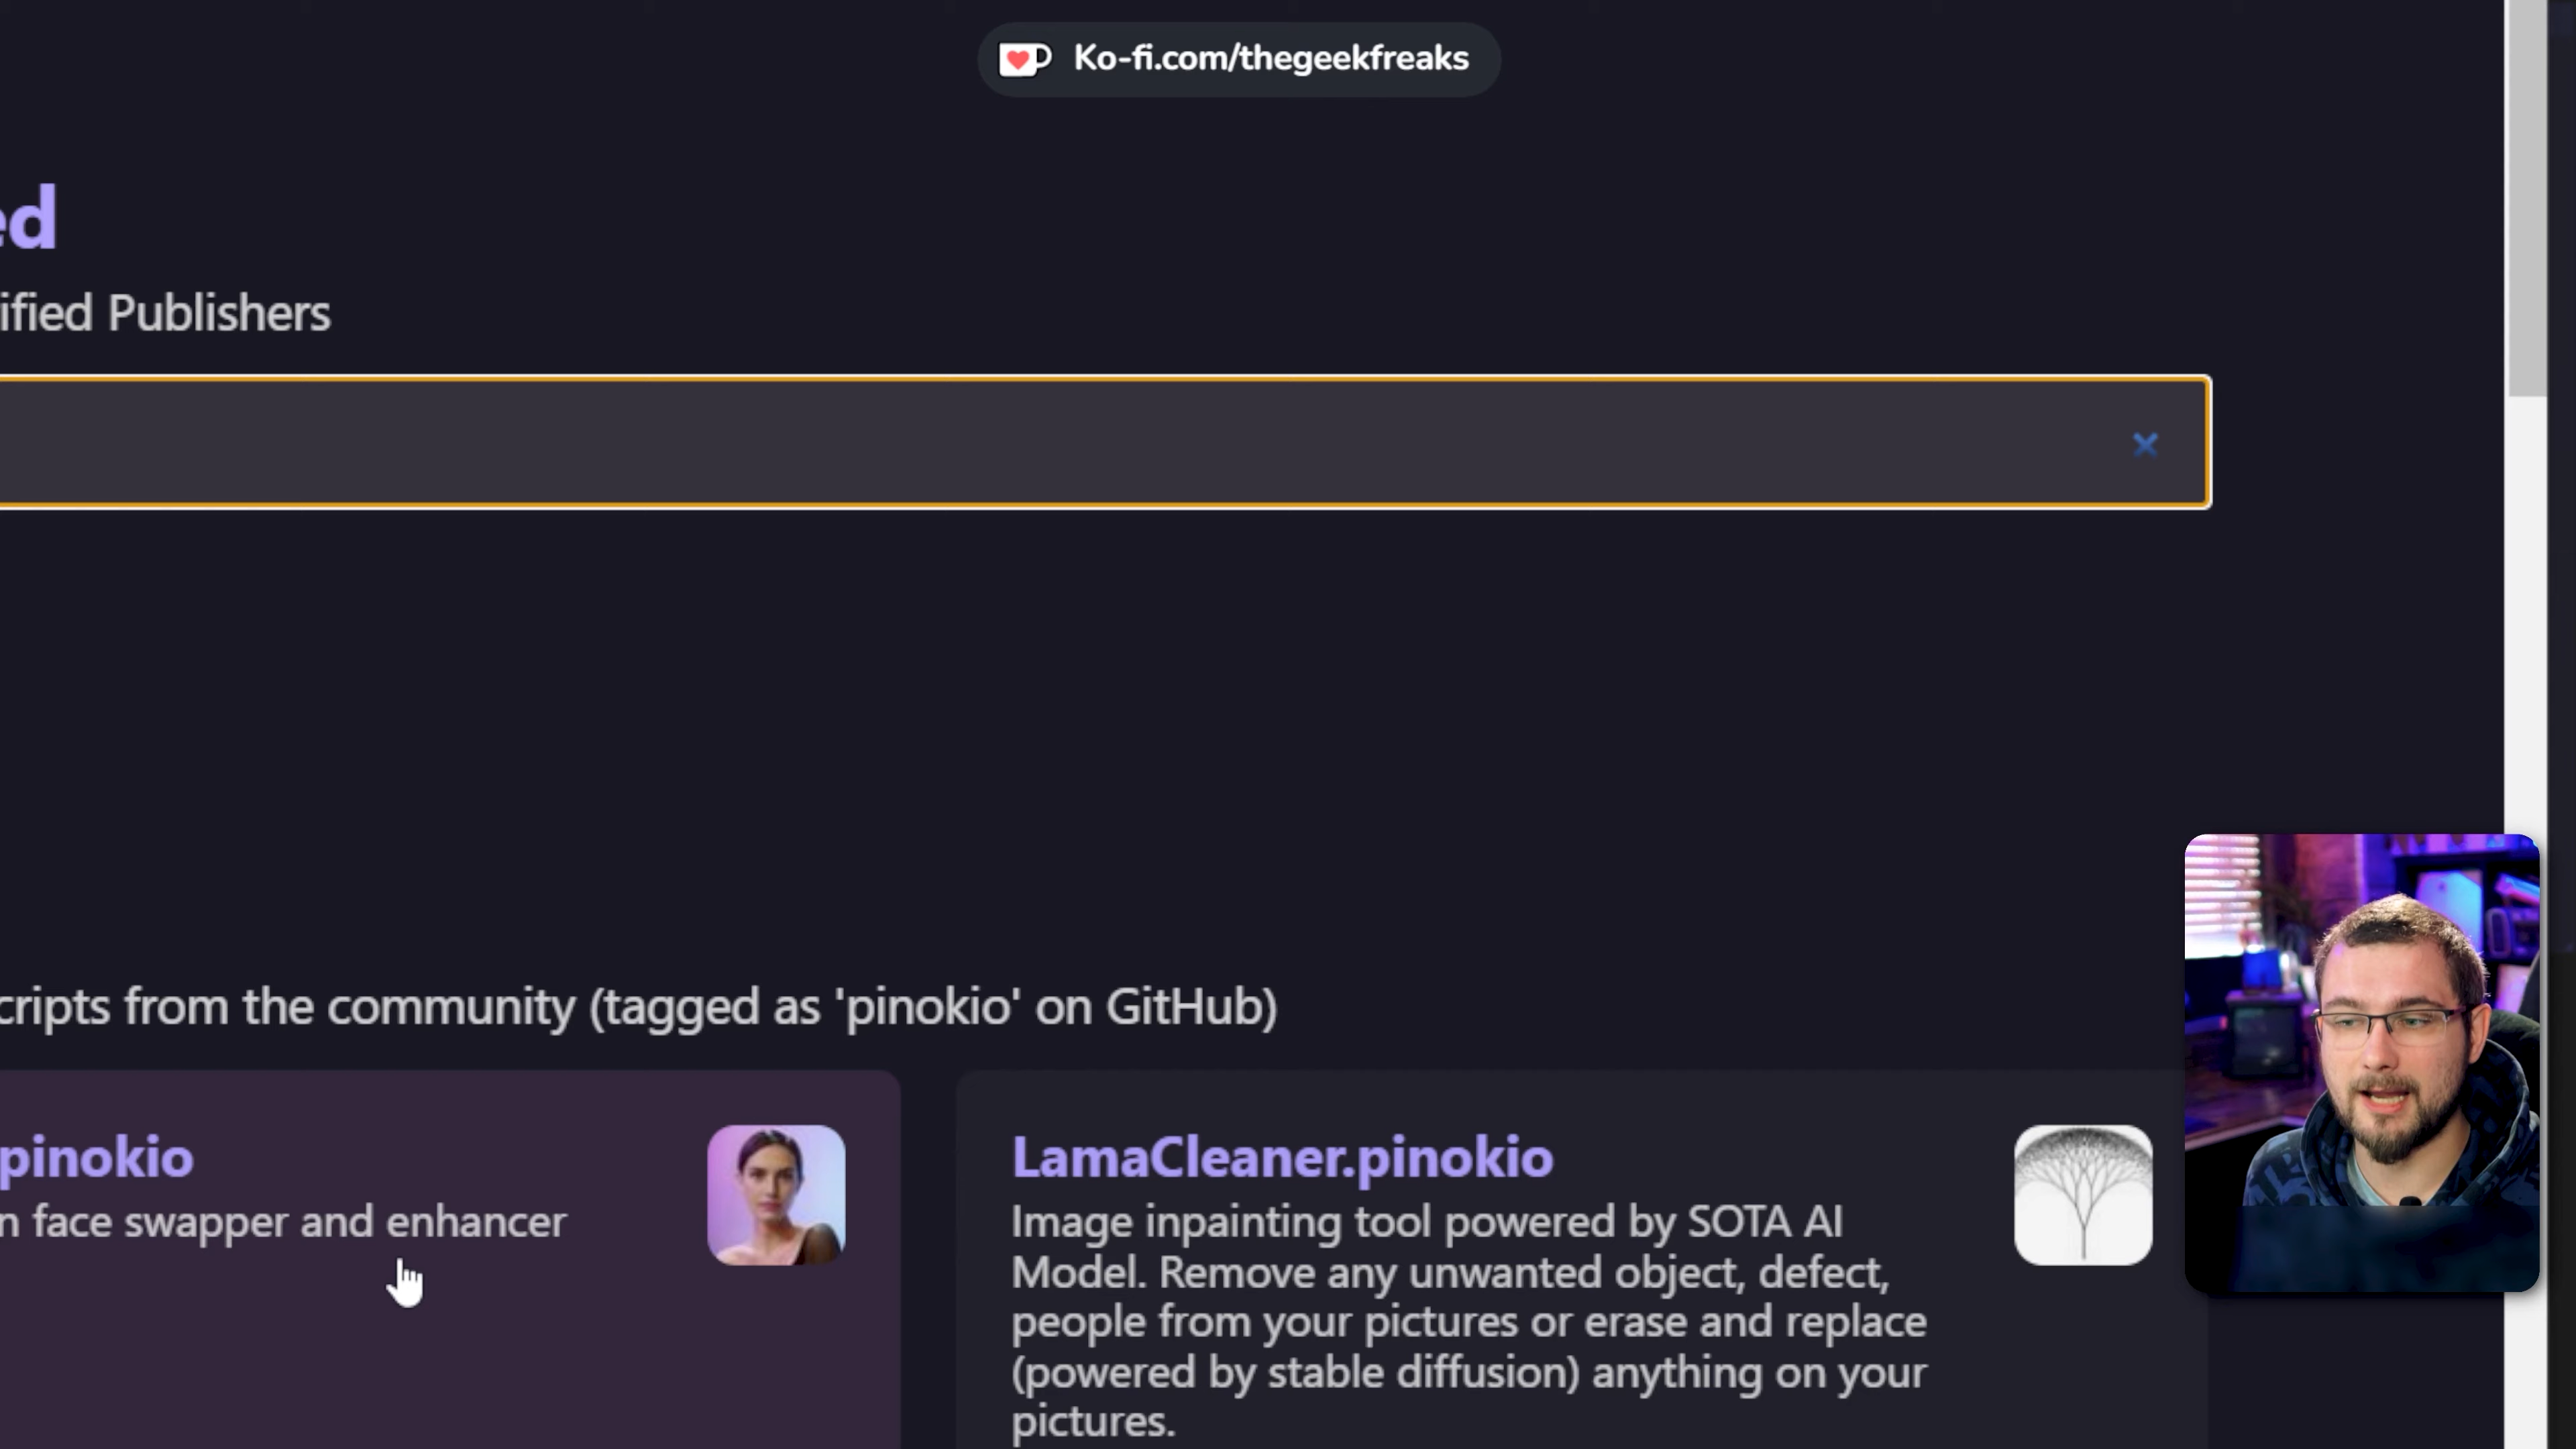 Ko-fi.com/thegeekfreaks
ed
ified Publishers
cripts from the community (tagged as 'pinokio' on GitHub)
pinokio
n face swapper and enhancer
LamaCleaner.pinokio
Image inpainting tool powered by SOTA AI
Model. Remove any unwanted object, defect,
people from your pictures or erase and replace
(powered by stable diffusion) anything on your
pictures.